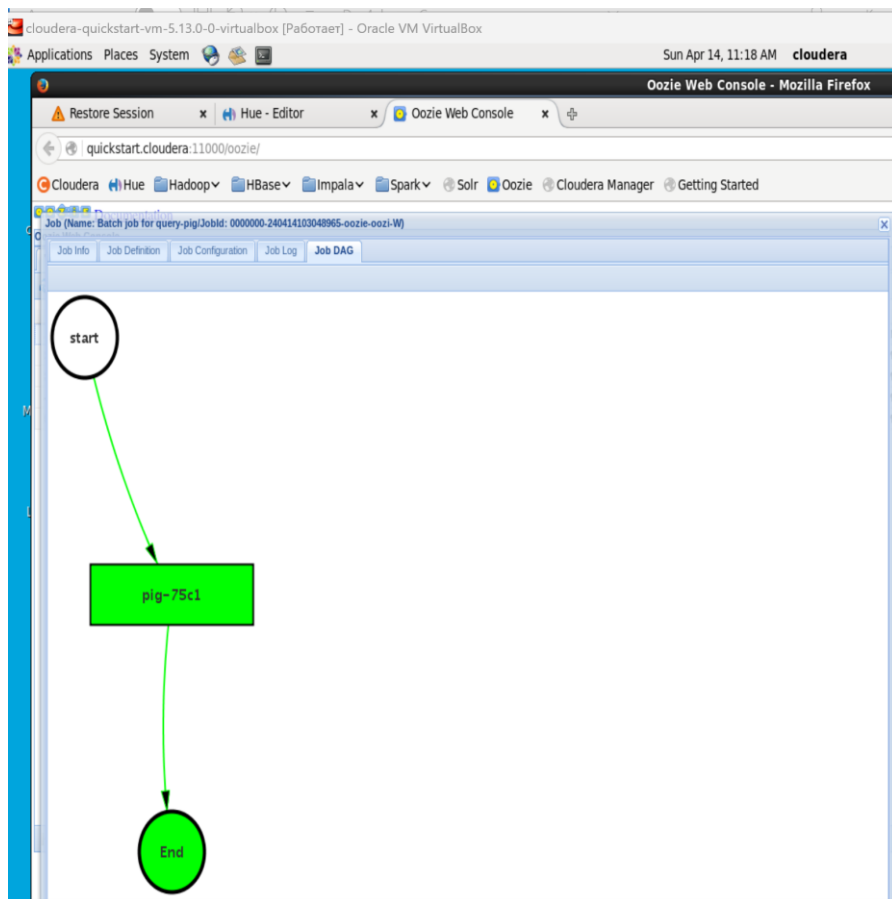 cloudera-quickstart-vm-5.13.0-0-virtualbox [Работает] - Oracle VM VirtualBox
Applications Places System Sun Apr 14, 11:18 AM cloudera
Oozie Web Console - Mozilla Firefox
Restore Session Hue - Editor Oozie Web Console
quickstart.cloudera:11000/oozie/
Cloudera Hue Hadoop HBase Impala Spark Solr Oozie Cloudera Manager Getting Started
Documentation
Job (Name: Batch job for query-pig/JobId: 0000000-240414103048965-oozie-oozi-W)
Job Info Job Definition Job Configuration Job Log Job DAG
start
pig-75c1
End